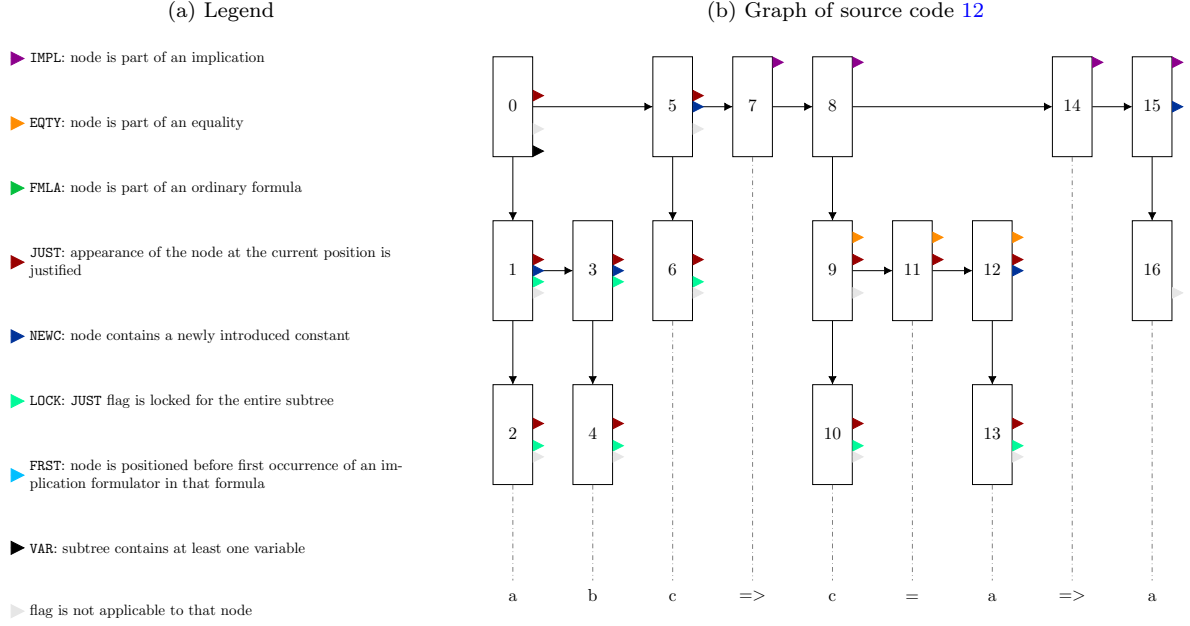 (a) Legend
IMPL: node is part of an implication
EQTY: node is part of an equality
FMLA: node is part of an ordinary formula
JUST: appearance of the node at the current position is
justified
NEWC: node contains a newly introduced constant
LOCK: JUST flag is locked for the entire subtree
FRST: node is positioned before first occurrence of an im-
plication formulator in that formula
VAR: subtree contains at least one variable
flag is not applicable to that node
(b) Graph of source code 12
0 5 7 8 14 15
1 3 6 9 11 12 16
2 4 10 13
a b c => c = a => a